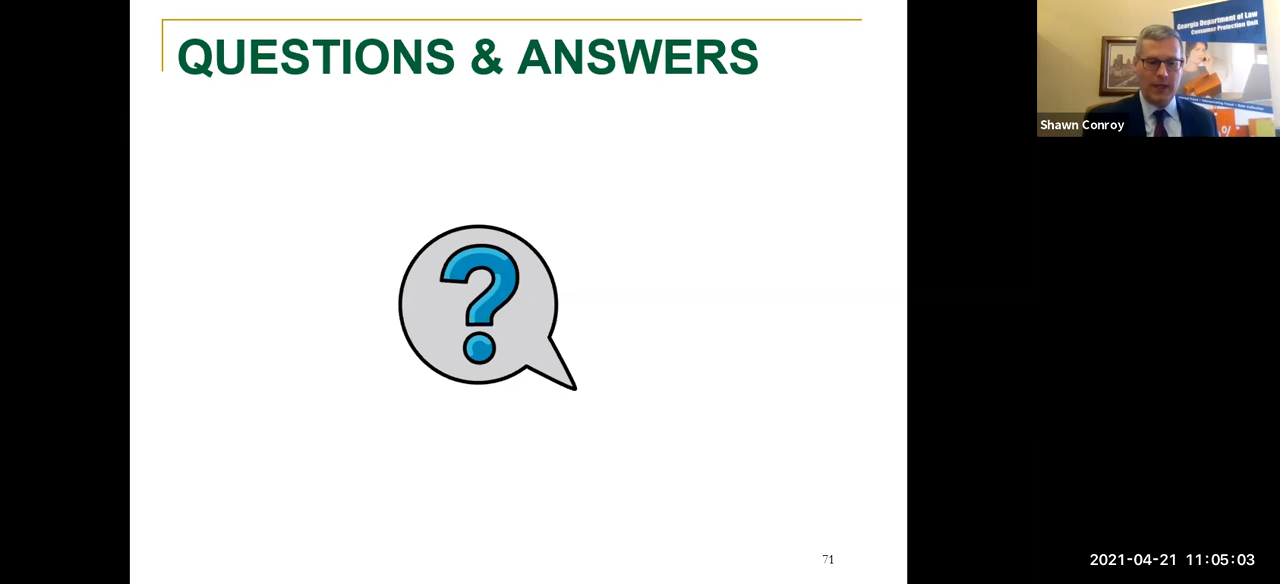 QUESTIONS & ANSWERS
Georgia Department of Law
Consumer Protection Unit
Shawn Conroy
?
71
2021-04-21 11:05:03